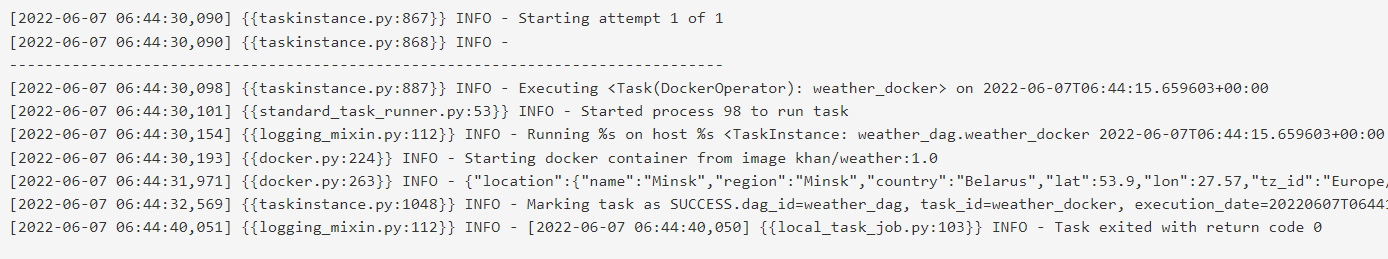 [2022-06-07 06:44:30,090] {{taskinstance.py:867}} INFO - Starting attempt 1 of 1
[2022-06-07 06:44:30,090] {{taskinstance.py:868}} INFO -
--------------------------------------------------------------------------------
[2022-06-07 06:44:30,098] {{taskinstance.py:887}} INFO - Executing <Task(DockerOperator): weather_docker> on 2022-06-07T06:44:15.659603+00:00
[2022-06-07 06:44:30,101] {{standard_task_runner.py:53}} INFO - Started process 98 to run task
[2022-06-07 06:44:30,154] {{logging_mixin.py:112}} INFO - Running %s on host %s <TaskInstance: weather_dag.weather_docker 2022-06-07T06:44:15.659603+00:00
[2022-06-07 06:44:30,193] {{docker.py:224}} INFO - Starting docker container from image khan/weather:1.0
[2022-06-07 06:44:31,971] {{docker.py:263}} INFO - {"location":{"name":"Minsk","region":"Minsk","country":"Belarus","lat":53.9,"lon":27.57,"tz_id":"Europe/
[2022-06-07 06:44:32,569] {{taskinstance.py:1048}} INFO - Marking task as SUCCESS.dag_id=weather_dag, task_id=weather_docker, execution_date=20220607T06441
[2022-06-07 06:44:40,051] {{logging_mixin.py:112}} INFO - [2022-06-07 06:44:40,050] {{local_task_job.py:103}} INFO - Task exited with return code 0